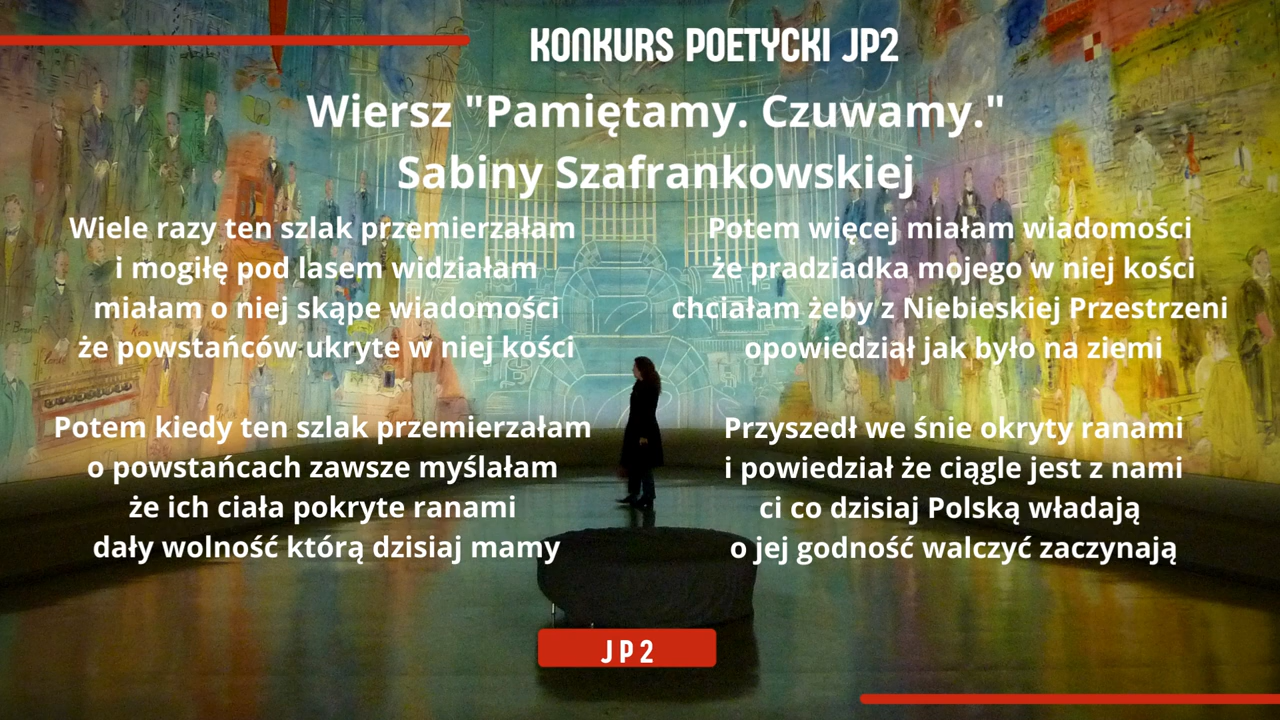 KONKURS POETYCKI JP2
Wiersz "Pamiętamy. Czuwamy."
Sabiny Szafrankowskiej
Wiele razy ten szlak przemierzałam
i mogiłę pod lasem widziałam
miałam o niej skąpe wiadomości
że powstańców ukryte w niej kości
Potem kiedy ten szlak przemierzałam
o powstańcach zawsze myślałam
że ich ciała pokryte ranami
dały wolność którą dzisiaj mamy
Potem więcej miałam wiadomości
że pradziadka mojego w niej kości
chciałam żeby z Niebieskiej Przestrzeni
opowiedział jak było na ziemi
Przyszedł we śnie okryty ranami
i powiedział że ciągle jest z nami
ci co dzisiaj Polską władają
o jej godność walczyć zaczynają
JP2